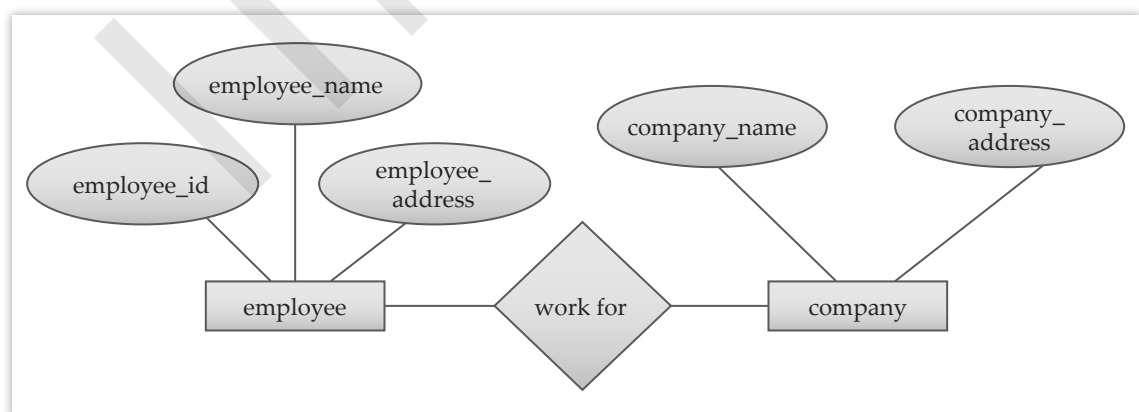 employee_name
employee_id
employee_
address
company_name
company_
address
employee
work for
company